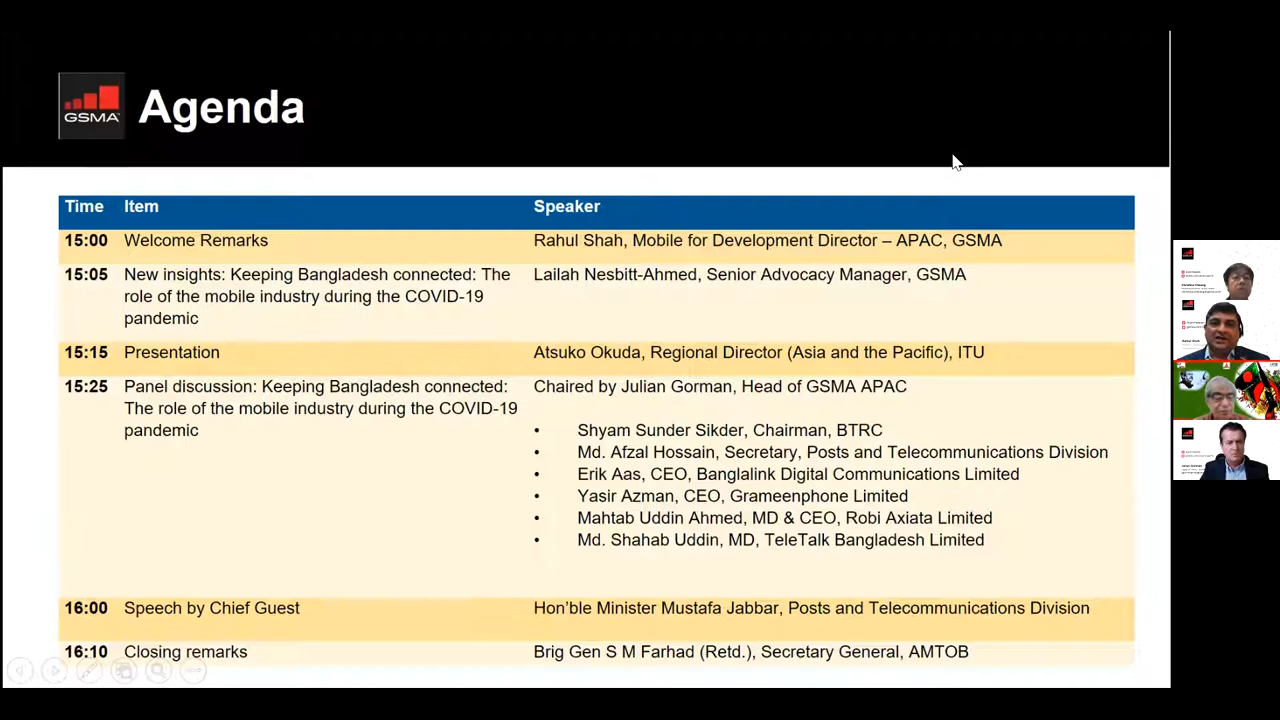 GSMA
Agenda
Time Item Speaker
15:00 Welcome Remarks Rahul Shah, Mobile for Development Director – APAC, GSMA
15:05 New insights: Keeping Bangladesh connected: The Lailah Nesbitt-Ahmed, Senior Advocacy Manager, GSMA
role of the mobile industry during the COVID-19
pandemic
15:15 Presentation Atsuko Okuda, Regional Director (Asia and the Pacific), ITU
15:25 Panel discussion: Keeping Bangladesh connected: Chaired by Julian Gorman, Head of GSMA APAC
The role of the mobile industry during the COVID-19
pandemic
• Shyam Sunder Sikder, Chairman, BTRC
• Md. Afzal Hossain, Secretary, Posts and Telecommunications Division
• Erik Aas, CEO, Banglalink Digital Communications Limited
• Yasir Azman, CEO, Grameenphone Limited
• Mahtab Uddin Ahmed, MD & CEO, Robi Axiata Limited
• Md. Shahab Uddin, MD, TeleTalk Bangladesh Limited
16:00 Speech by Chief Guest Hon'ble Minister Mustafa Jabbar, Posts and Telecommunications Division
16:10 Closing remarks Brig Gen S M Farhad (Retd.), Secretary General, AMTOB